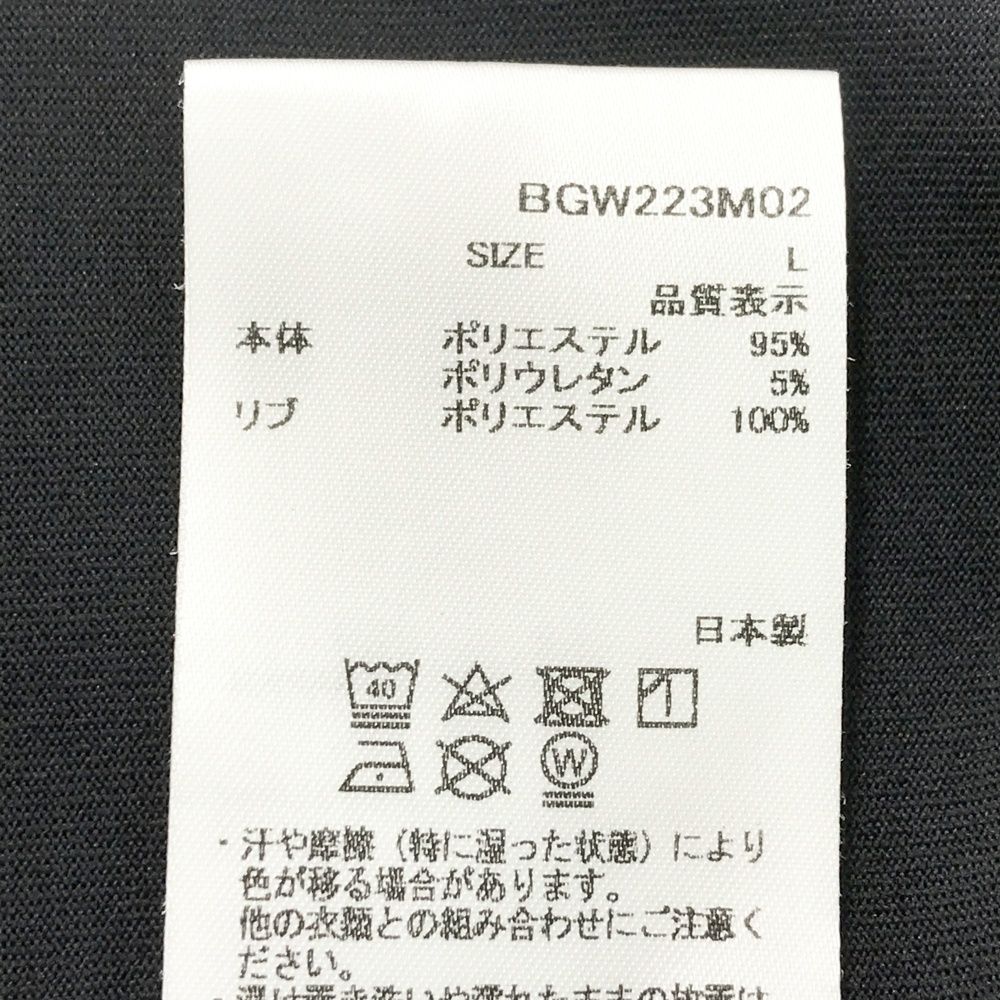 BGW223M02
SIZE L
品質表示
本体 ポリエステル 95%
ポリウレタン 5%
リブ ポリエステル 100%
日本製
40
W
・汗や摩擦（特に湿った状態）により
色が移る場合があります。
他の衣類との組み合わせにご注意く
ださい。